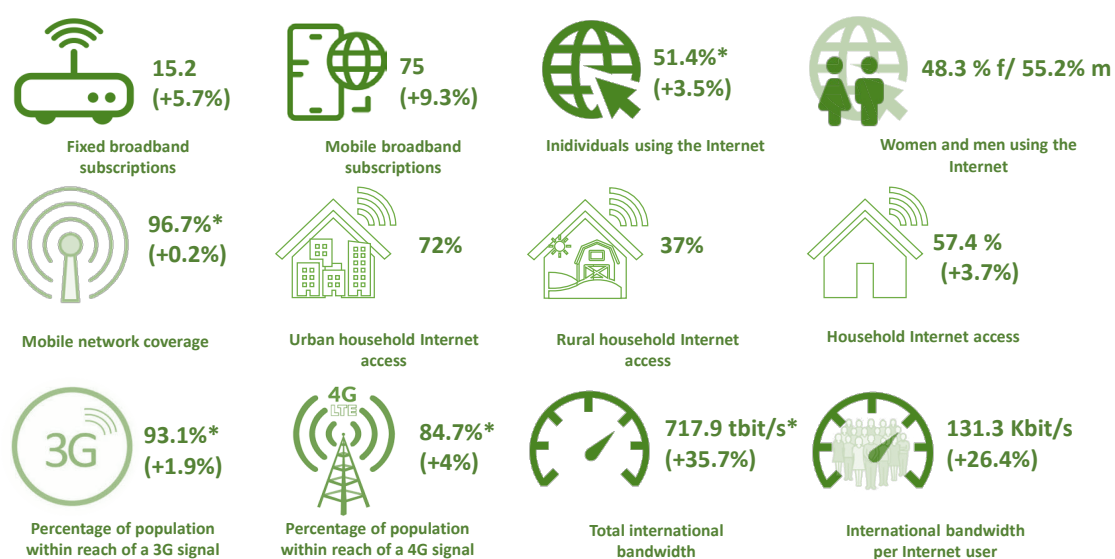 15.2
(+5.7%)
Fixed broadband
subscriptions
75
(+9.3%)
Mobile broadband
subscriptions
51.4%*
(+3.5%)
Inidividuals using the Internet
48.3 % f/ 55.2% m
Women and men using the
Internet
96.7%*
(+0.2%)
Mobile network coverage
72%
Urban household Internet
access
37%
Rural household Internet
access
57.4 %
(+3.7%)
Household Internet access
3G
93.1%*
(+1.9%)
Percentage of population
within reach of a 3G signal
4G
LTE
84.7%*
(+4%)
Percentage of population
within reach of a 4G signal
717.9 tbit/s*
(+35.7%)
Total international
bandwidth
131.3 Kbit/s
(+26.4%)
International bandwidth
per Internet user